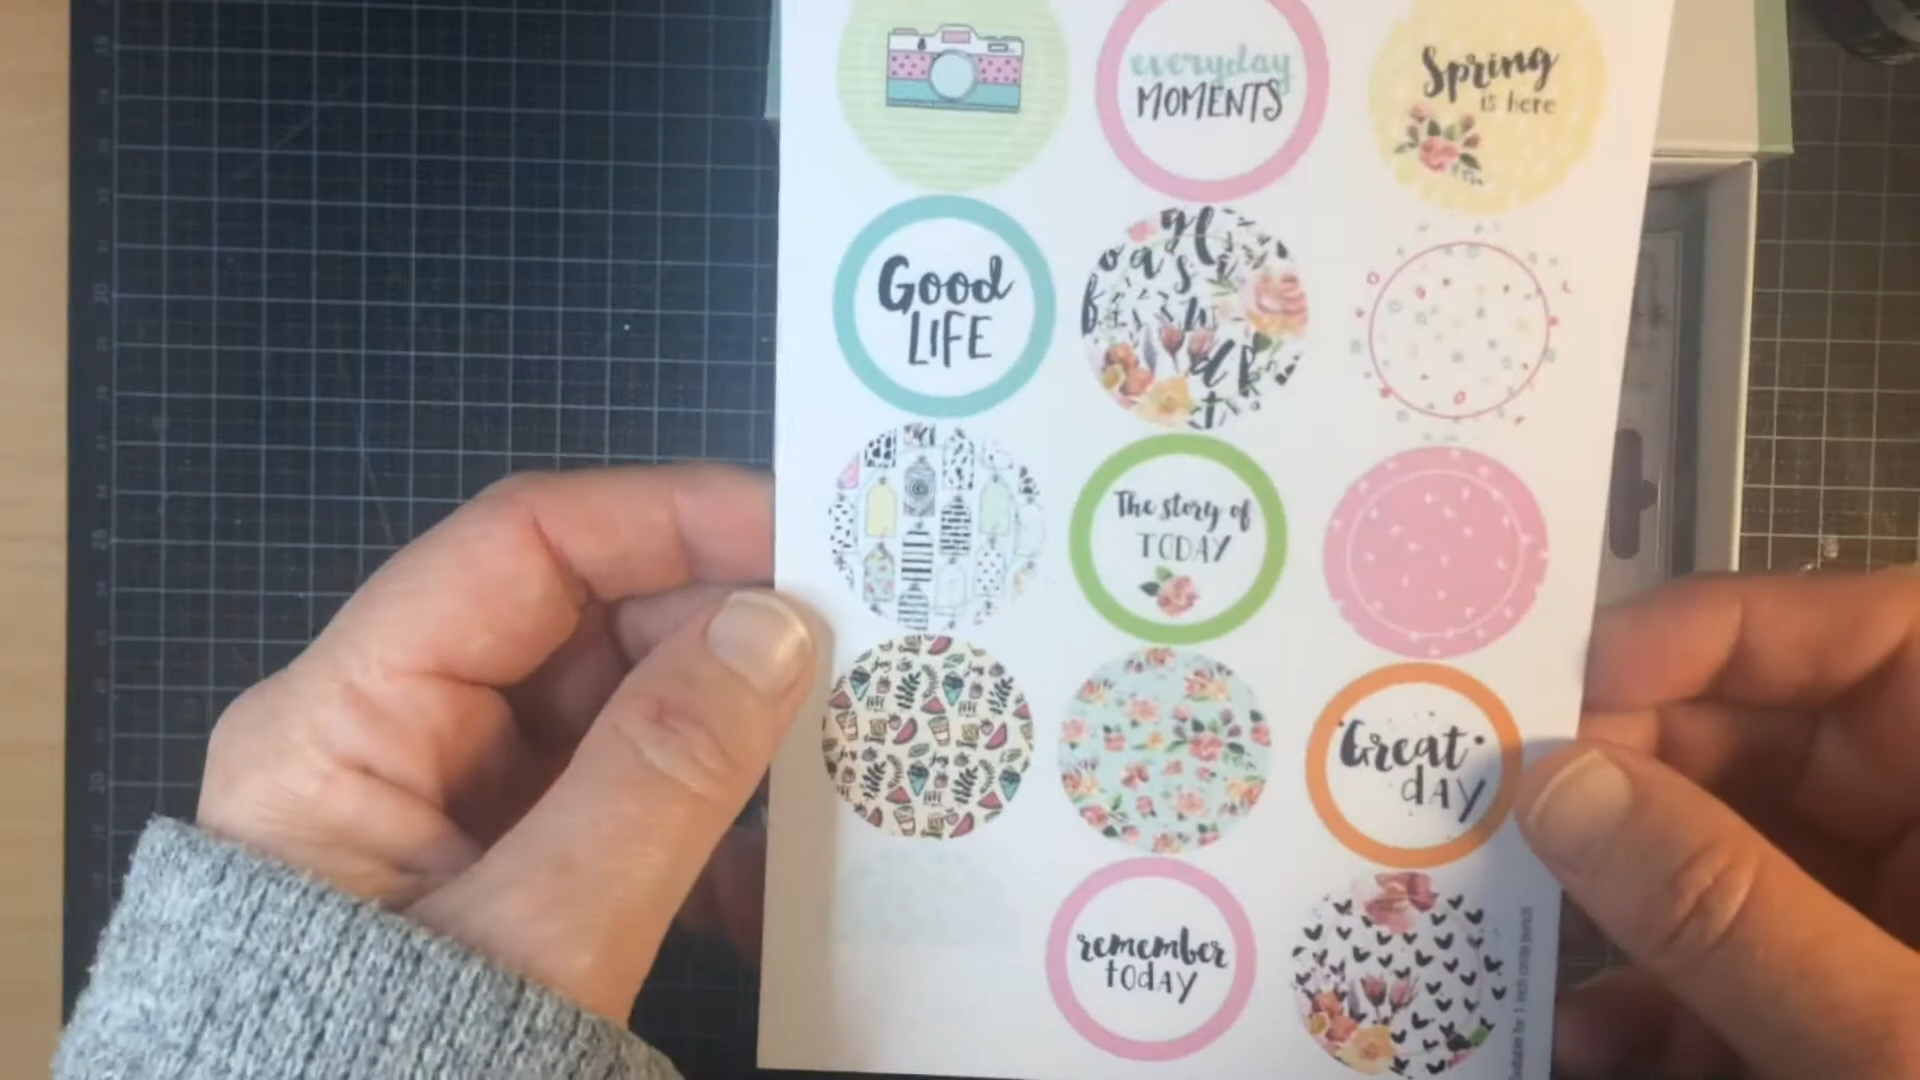 everyday
MOMENTS
Spring
is here
Good
LIFE
The story of
TODAY
Great
day
remember
today